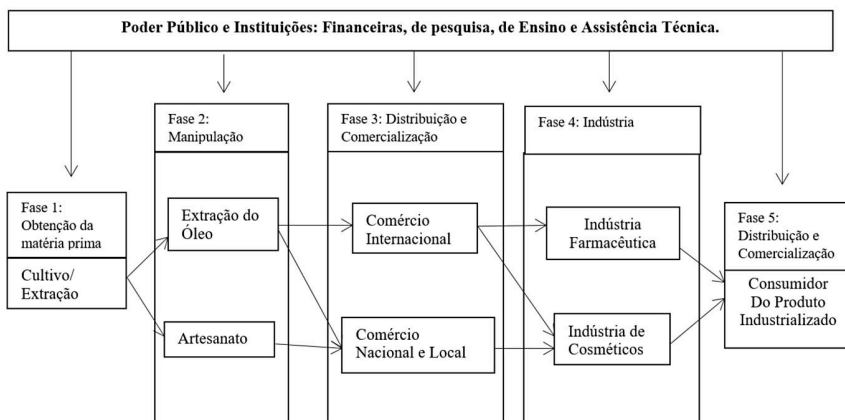 Poder Público e Instituições: Financeiras, de pesquisa, de Ensino e Assistência Técnica.
Fase 1:
Obtenção da
matéria prima
Cultivo/
Extração
Fase 2:
Manipulação
Extração do
Óleo
Artesanato
Fase 3: Distribuição e
Comercialização
Comércio
Internacional
Comércio
Nacional e Local
Fase 4: Indústria
Indústria
Farmacêutica
Indústria de
Cosméticos
Fase 5:
Distribuição e
Comercialização
Consumidor
Do Produto
Industrializado